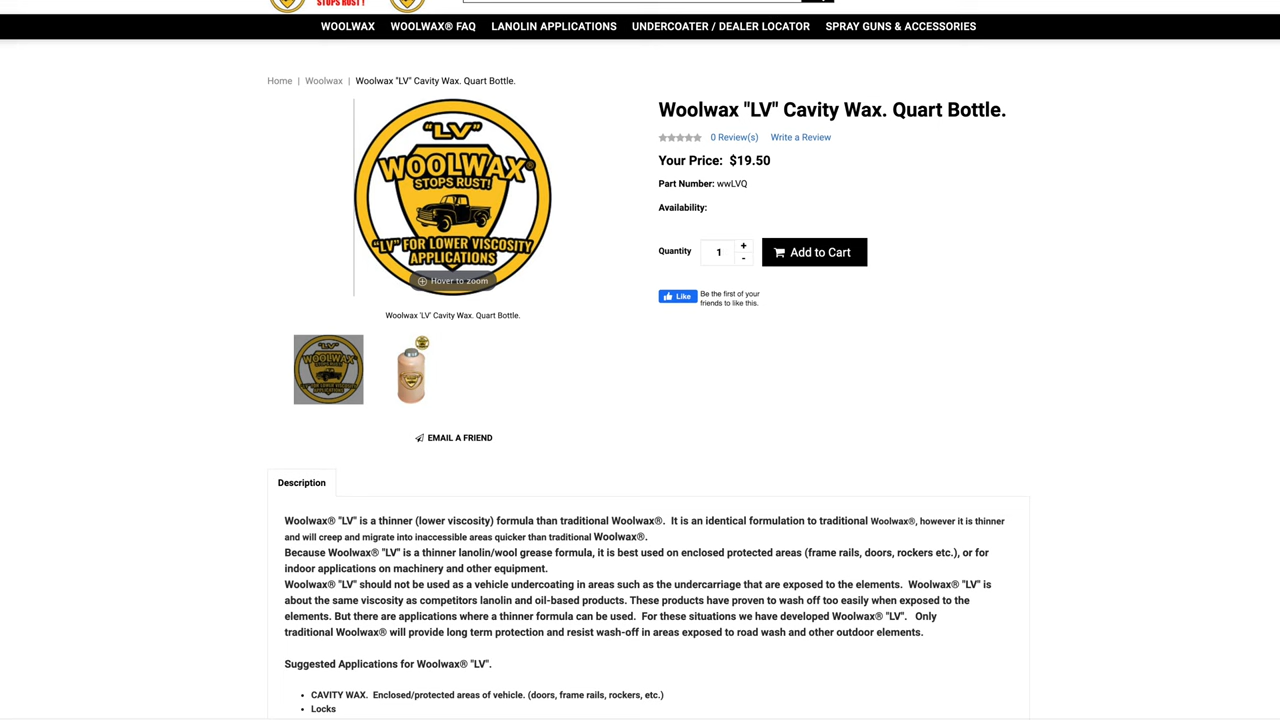 STOPS RUST!
WOOLWAX WOOLWAX® FAQ LANOLIN APPLICATIONS UNDERCOATER / DEALER LOCATOR SPRAY GUNS & ACCESSORIES
Home | Woolwax | Woolwax "LV" Cavity Wax. Quart Bottle.
"LV"
WOOLWAX®
STOPS RUST!
"LV" FOR LOWER VISCOSITY
APPLICATIONS
Hover to zoom
Woolwax 'LV' Cavity Wax. Quart Bottle.
EMAIL A FRIEND
Woolwax "LV" Cavity Wax. Quart Bottle.
0 Review(s) Write a Review
Your Price: $19.50
Part Number: wwLVQ
Availability:
Quantity 1 + - Add to Cart
Like Be the first of your
friends to like this.
Description
Woolwax® "LV" is a thinner (lower viscosity) formula than traditional Woolwax®. It is an identical formulation to traditional Woolwax®, however it is thinner
and will creep and migrate into inaccessible areas quicker than traditional Woolwax®.
Because Woolwax® "LV" is a thinner lanolin/wool grease formula, it is best used on enclosed protected areas (frame rails, doors, rockers etc.), or for
indoor applications on machinery and other equipment.
Woolwax® "LV" should not be used as a vehicle undercoating in areas such as the undercarriage that are exposed to the elements. Woolwax® "LV" is
about the same viscosity as competitors lanolin and oil-based products. These products have proven to wash off too easily when exposed to the
elements. But there are applications where a thinner formula can be used. For these situations we have developed Woolwax® "LV". Only
traditional Woolwax® will provide long term protection and resist wash-off in areas exposed to road wash and other outdoor elements.
Suggested Applications for Woolwax® "LV".
• CAVITY WAX. Enclosed/protected areas of vehicle. (doors, frame rails, rockers, etc.)
• Locks